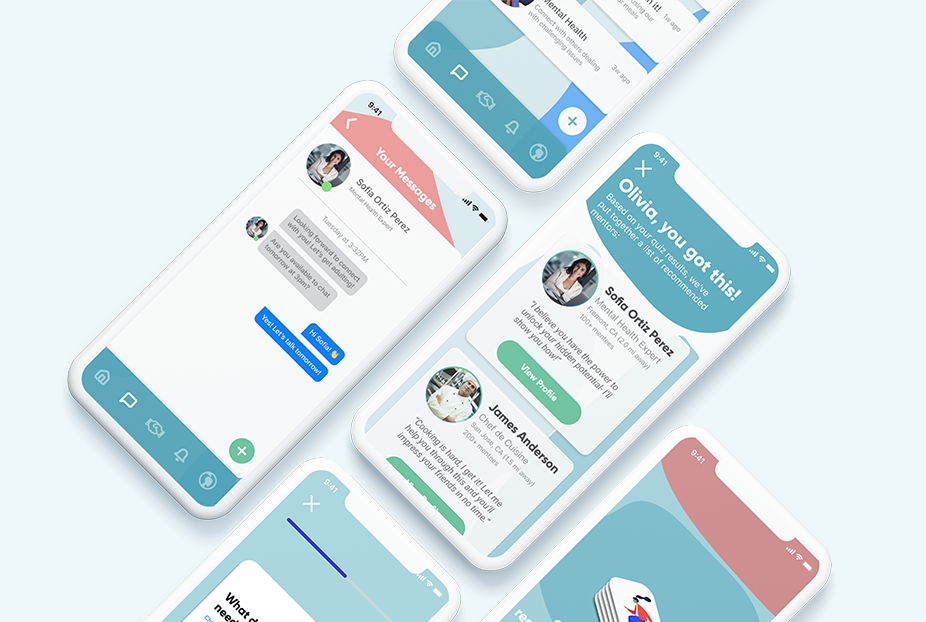 Mental Health
Connect with others dealing
with challenging issues
3w ago
1w ago
9:41
Your Messages
Sofia Ortiz Perez
Mental Health Expert
Tuesday at 3:32PM
Looking forward to connect
with you! Let's get adulting!
Are you available to chat
tomorrow at 3pm?
Hi Sofia! 👋
Yes! Let's talk tomorrow!
9:41
Olivia, you got this!
Based on your quiz results, we've
put together a list of recommended
mentors:
Sofia Ortiz Perez
Mental Health Expert
Fremont, CA (2.0 mi away)
100+ mentees
"I believe you have the power to
unlock your hidden potential- I'll
show you how!"
View Profile
James Anderson
Chef de Cuisine
San Jose, CA (1.5 mi away)
200+ mentees
"Cooking is hard, I get it! Let me
help you through this and you'll
impress your friends in no time."
9:41
What d
need
9:41